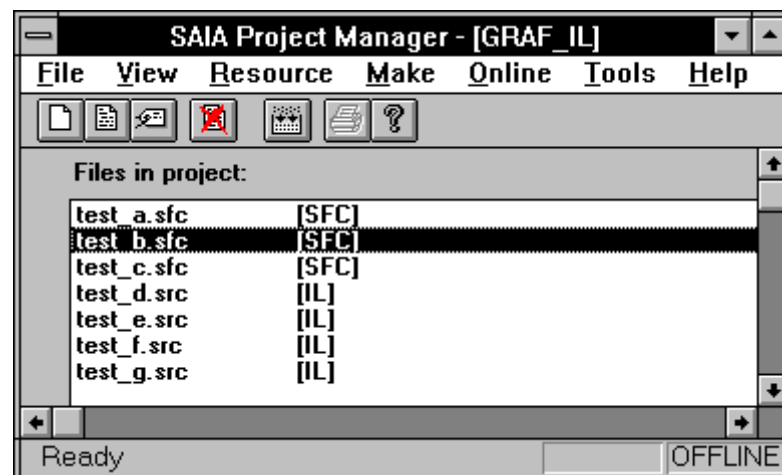 SAIA Project Manager - [GRAF_IL]
File View Resource Make Online Tools Help
Files in project:
test_a.sfc [SFC]
test_b.sfc [SFC]
test_c.sfc [SFC]
test_d.src [IL]
test_e.src [IL]
test_f.src [IL]
test_g.src [IL]
Ready OFFLINE